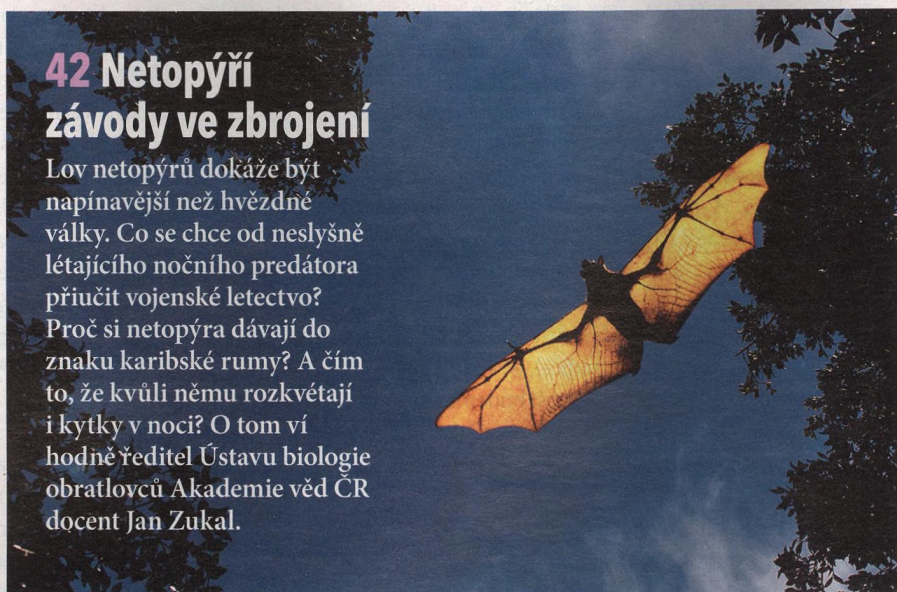 42 Netopýří
závody ve zbrojení
Lov netopýrů dokáže být
napínavější než hvězdné
války. Co se chce od neslyšně
létajícího nočního predátora
přiučit vojenské letectvo?
Proč si netopýra dávají do
znaku karibské rumy? A čím
to, že kvůli němu rozkvétají
i kytky v noci? O tom ví
hodně ředitel Ústavu biologie
obratlovců Akademie věd ČR
docent Jan Zukal.